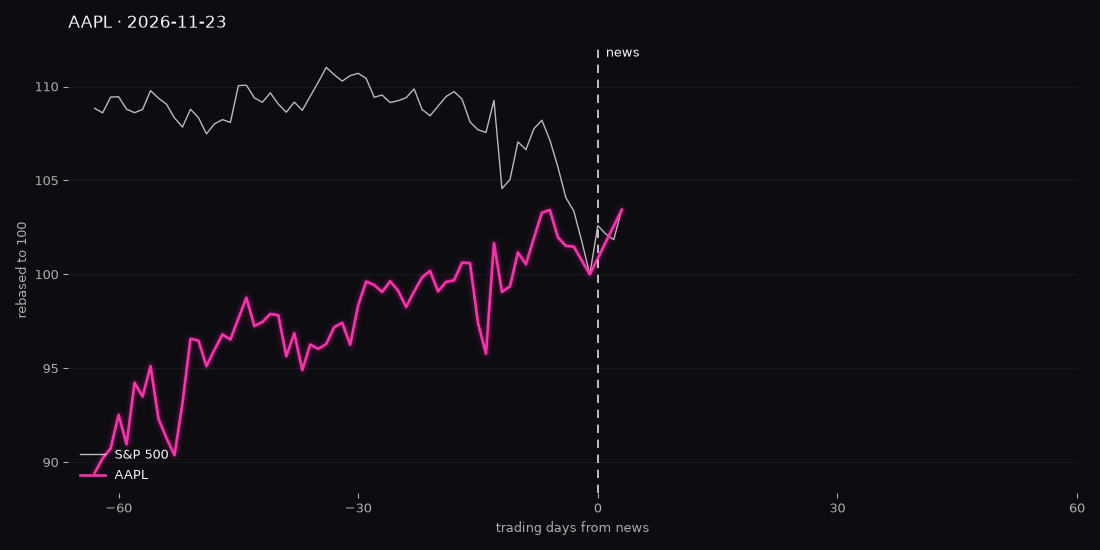 AAPL · 2026-11-23
news
110
105
100
95
90
rebased to 100
S&P 500
AAPL
−60
−30
0
30
60
trading days from news